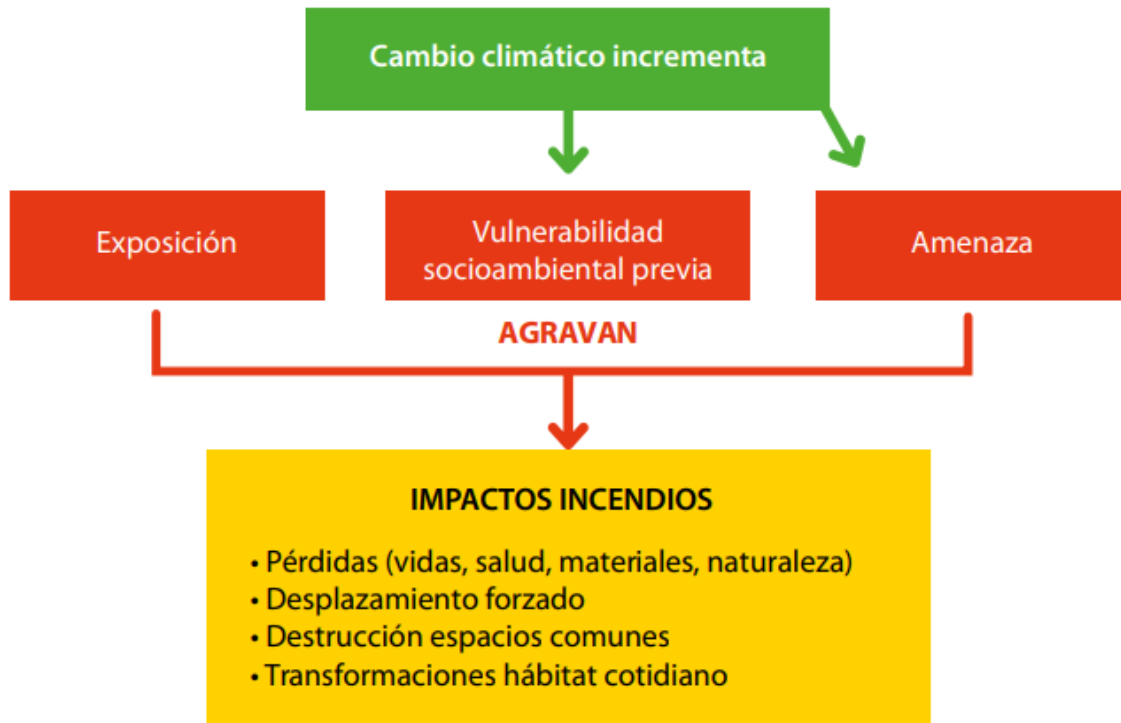 Cambio climático incrementa
Exposición
Vulnerabilidad
socioambiental previa
Amenaza
AGRAVAN
IMPACTOS INCENDIOS
• Pérdidas (vidas, salud, materiales, naturaleza)
• Desplazamiento forzado
• Destrucción espacios comunes
• Transformaciones hábitat cotidiano